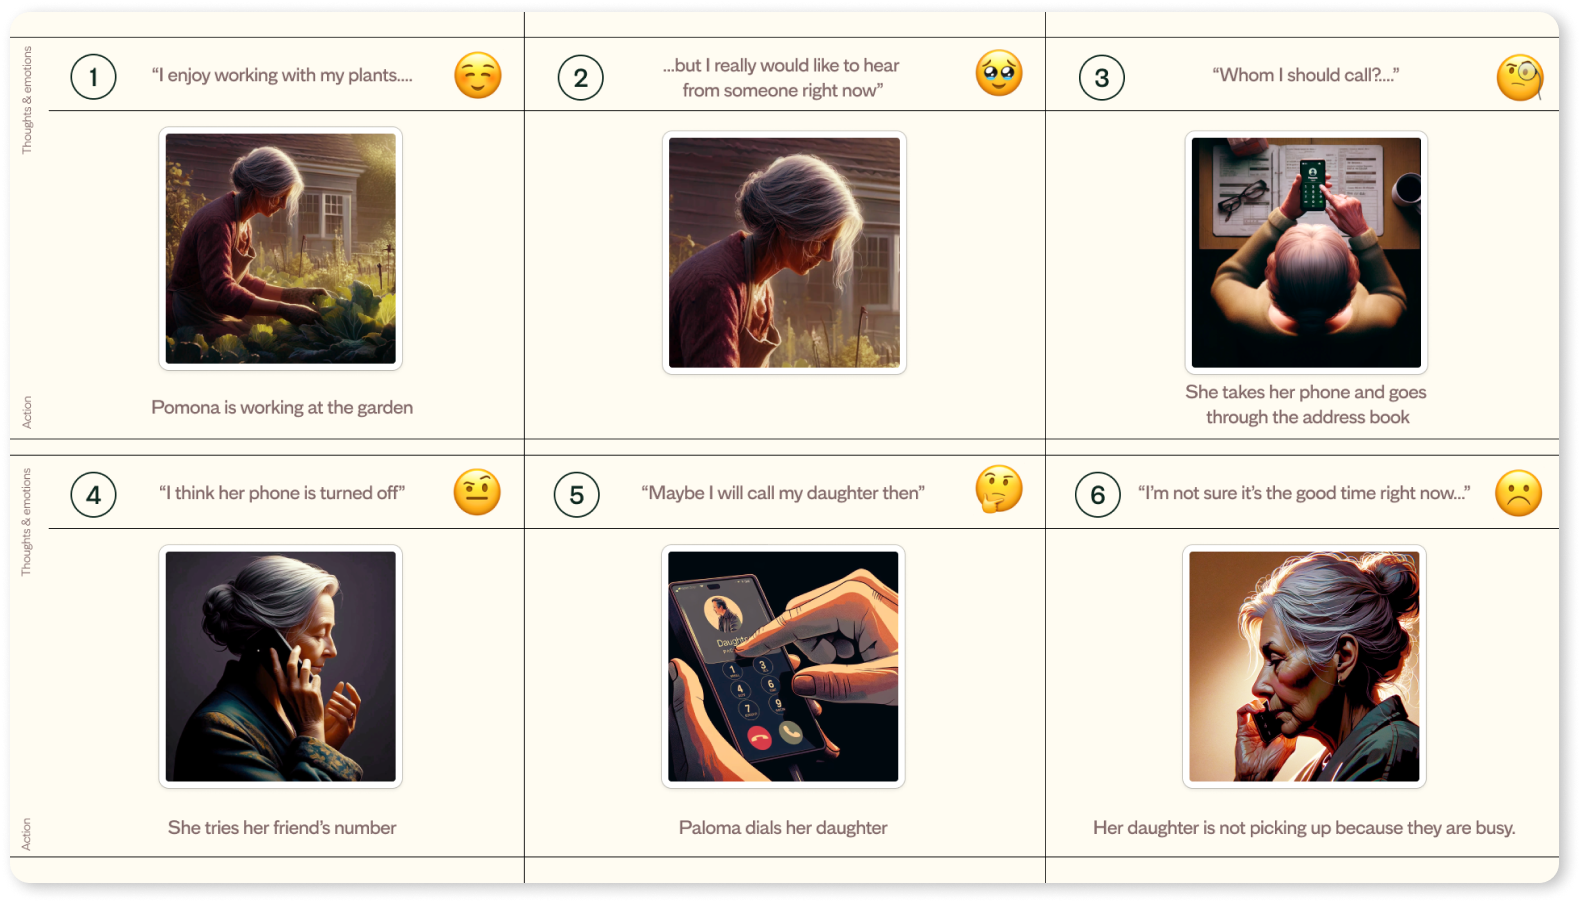 Thoughts & emotions
1
“I enjoy working with my plants....
2
...but I really would like to hear
from someone right now”
3
“Whom I should call?...”
Action
Pomona is working at the garden
She takes her phone and goes
through the address book
Thoughts & emotions
4
“I think her phone is turned off”
5
“Maybe I will call my daughter then”
6
“I’m not sure it’s the good time right now...”
1
3
4
6
7
9
Action
She tries her friend’s number
Paloma dials her daughter
Her daughter is not picking up because they are busy.